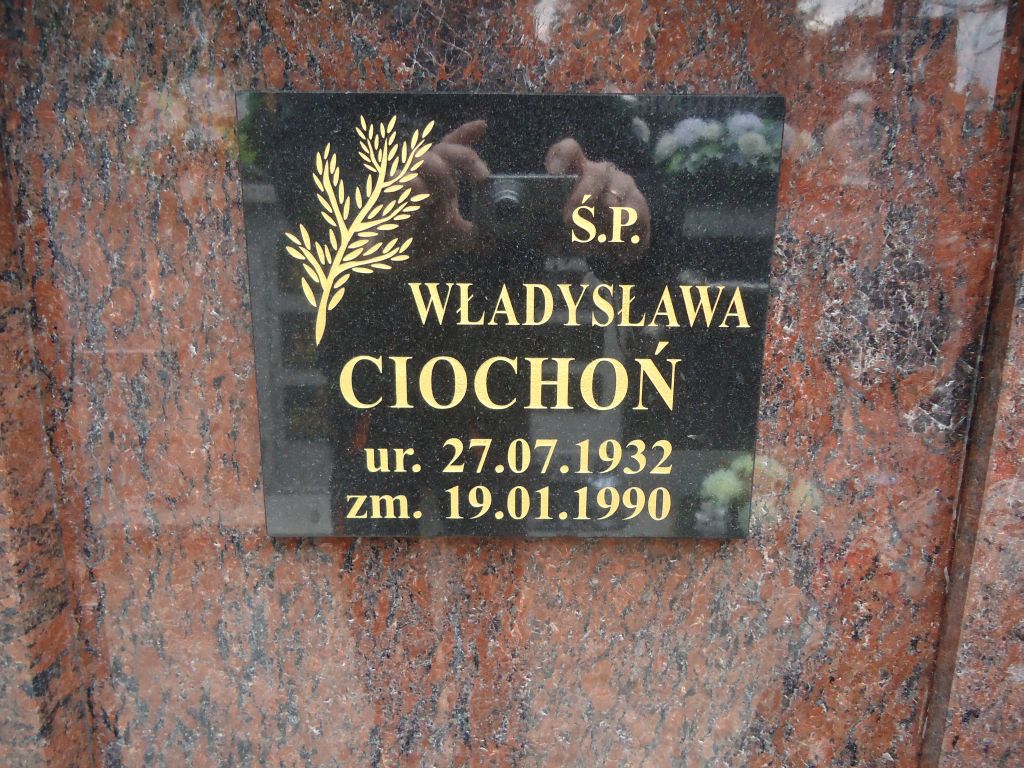 Ś.P.
WŁADYSŁAWA
CIOCHOŃ
ur. 27.07.1932
zm. 19.01.1990